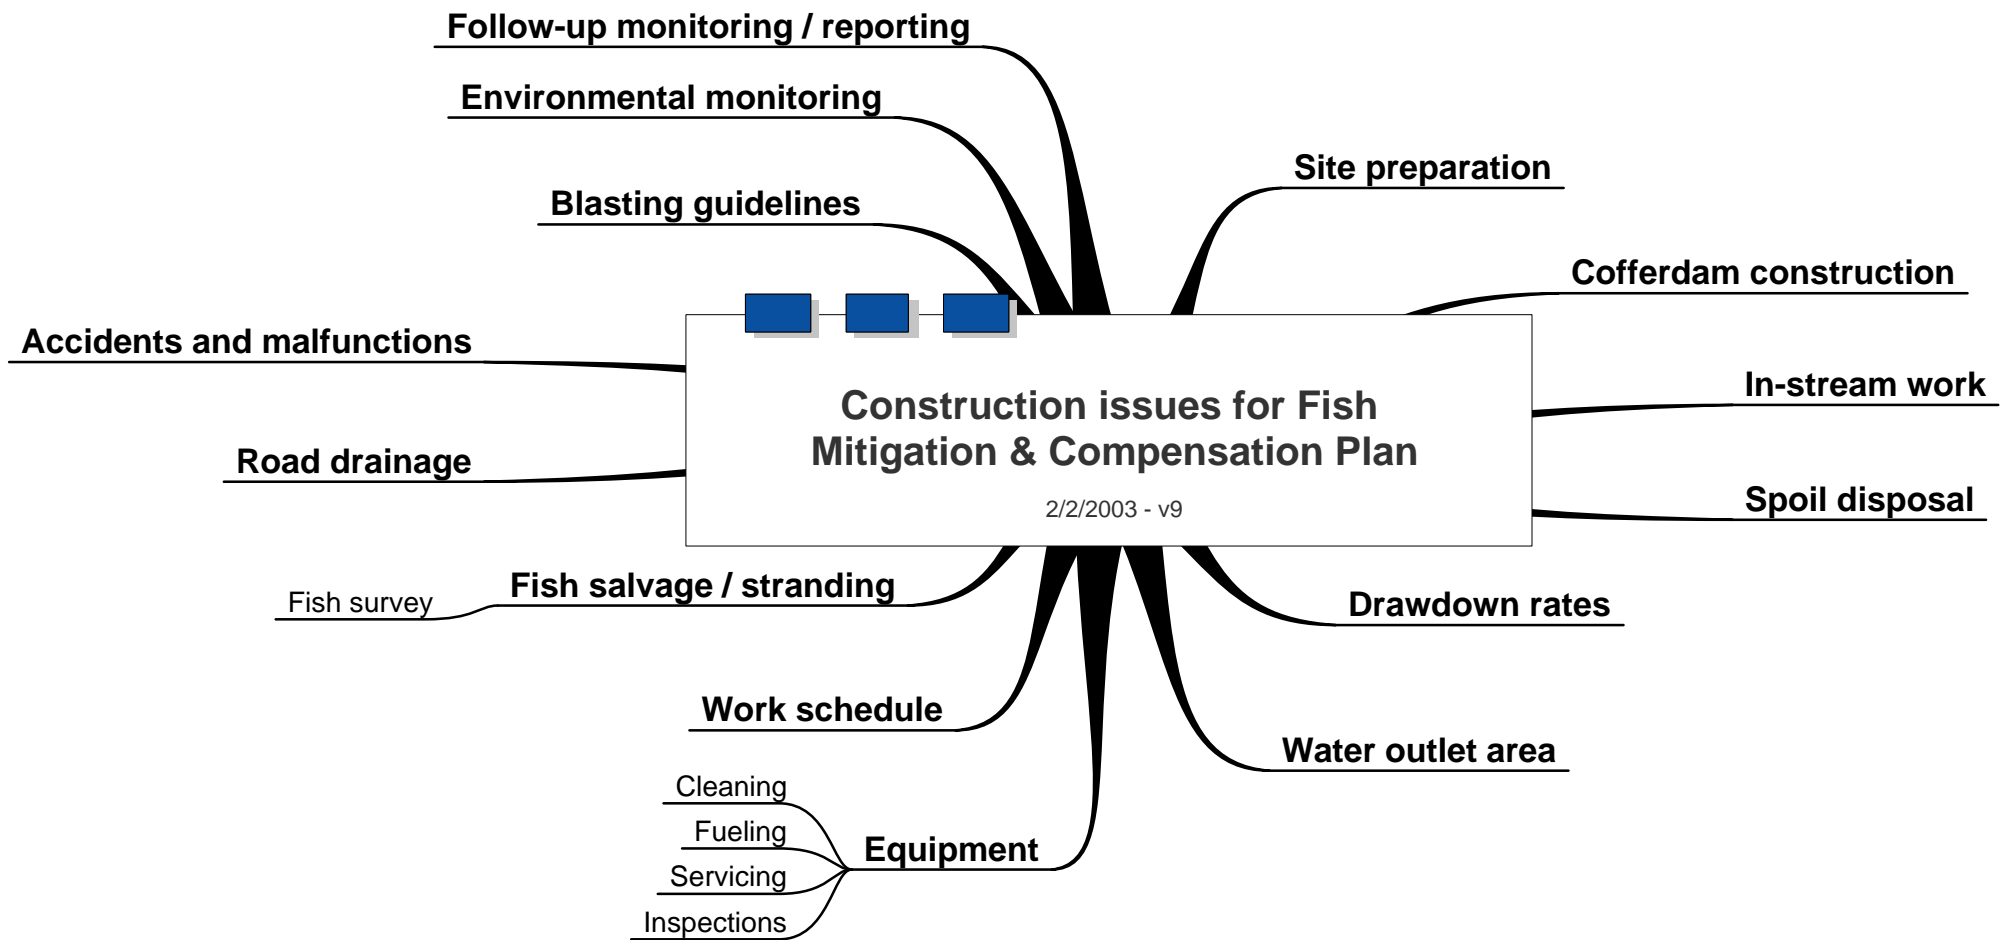 Follow-up monitoring / reporting
Environmental monitoring
Site preparation
Blasting guidelines
Cofferdam construction
Accidents and malfunctions
In-stream work
Construction issues for Fish
Mitigation & Compensation Plan
Road drainage
2/2/2003 - v9
Spoil disposal
Fish salvage / stranding
Fish survey
Drawdown rates
Work schedule
Water outlet area
Cleaning
Fueling
Equipment
Servicing
Inspections